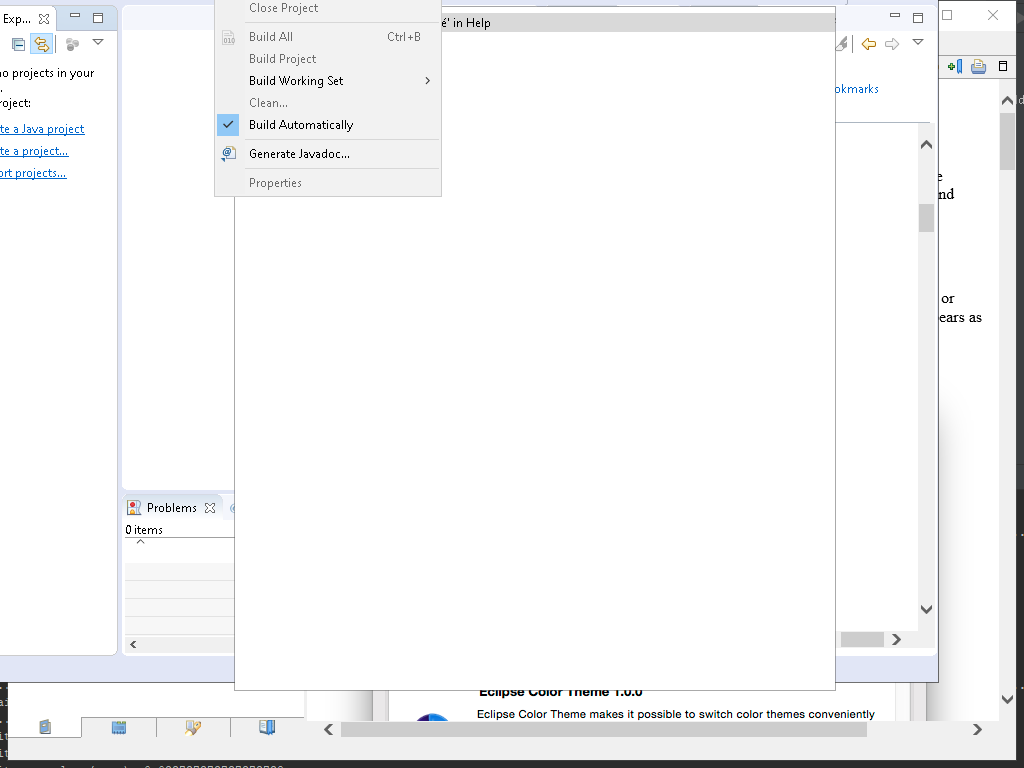 Exp...
no projects in your
roject:
te a Java project
te a project...
ort projects...
Close Project
Build All Ctrl+B
Build Project
Build Working Set
Clean...
Build Automatically
Generate Javadoc...
Properties
é' in Help
okmarks
nd
or
ears as
Problems
0 items
Eclipse Color Theme 1.0.0
Eclipse Color Theme makes it possible to switch color themes conveniently